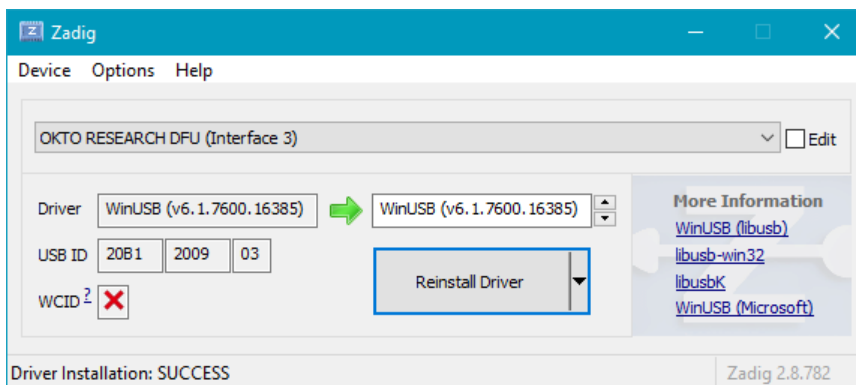 Zadig
Device Options Help
OKTO RESEARCH DFU (Interface 3) Edit
Driver WinUSB (v6.1.7600.16385) WinUSB (v6.1.7600.16385)
USB ID 20B1 2009 03
WCID ?
Reinstall Driver
More Information
WinUSB (libusb)
libusb-win32
libusbK
WinUSB (Microsoft)
Driver Installation: SUCCESS Zadig 2.8.782